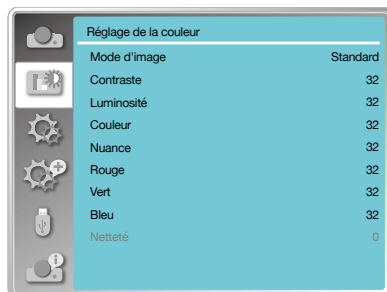 Réglage de la couleur
Mode d'image Standard
Contraste 32
Luminosité 32
Couleur 32
Nuance 32
Rouge 32
Vert 32
Bleu 32
Netteté 0